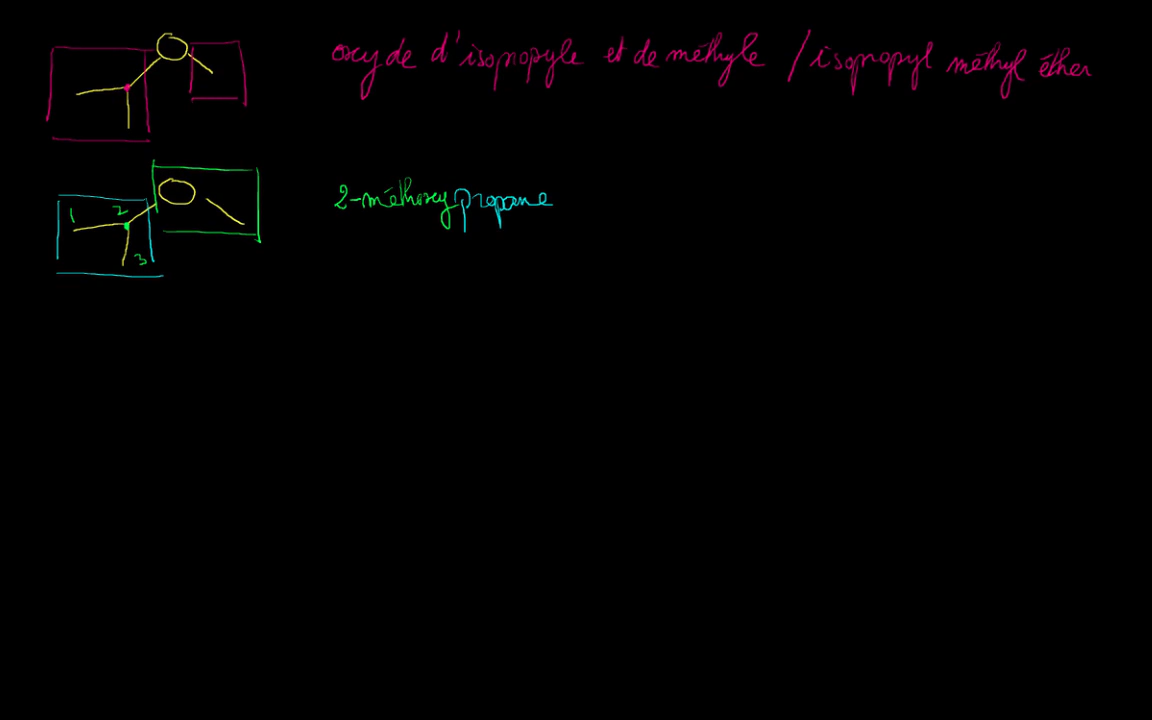 O oxyde d'isopropyle et de méthyle / isopropyl méthyl éther
O 2-méthoxypropane
1 2
3